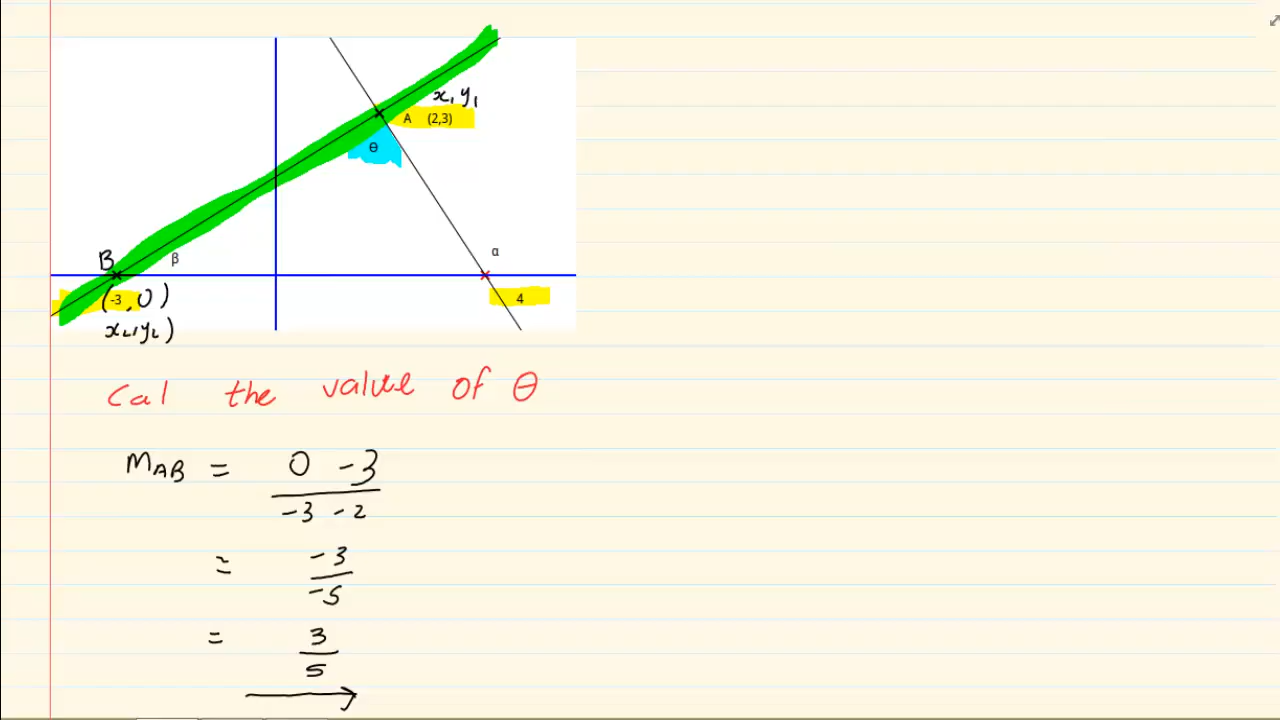 x₁ y₁
A (2,3)
θ
B β α
(-3,0) 4
x₂,y₂)
Cal the value of θ
MAB = 0 -3
-3 -2
= -3
-5
= 3
5